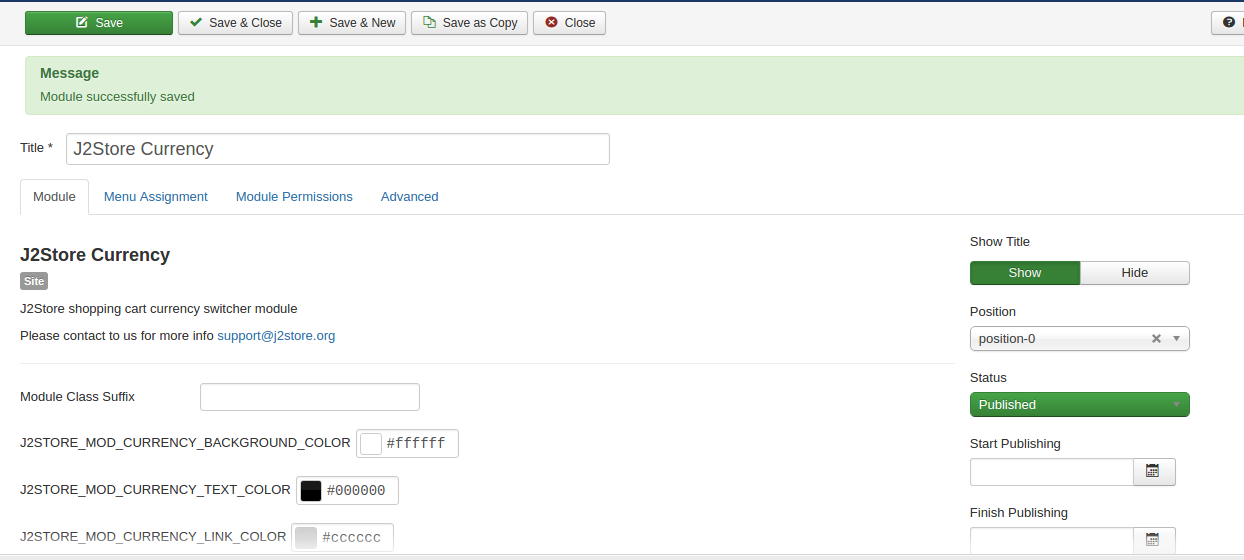 Save
Save & Close
Save & New
Save as Copy
Close
Message
Module successfully saved
Title *
J2Store Currency
Module
Menu Assignment
Module Permissions
Advanced
J2Store Currency
Site
J2Store shopping cart currency switcher module
Please contact to us for more info support@j2store.org
Module Class Suffix
J2STORE_MOD_CURRENCY_BACKGROUND_COLOR #ffffff
J2STORE_MOD_CURRENCY_TEXT_COLOR #000000
J2STORE_MOD_CURRENCY_LINK_COLOR #cccccc
Show Title
Show
Hide
Position
position-0
Status
Published
Start Publishing
Finish Publishing